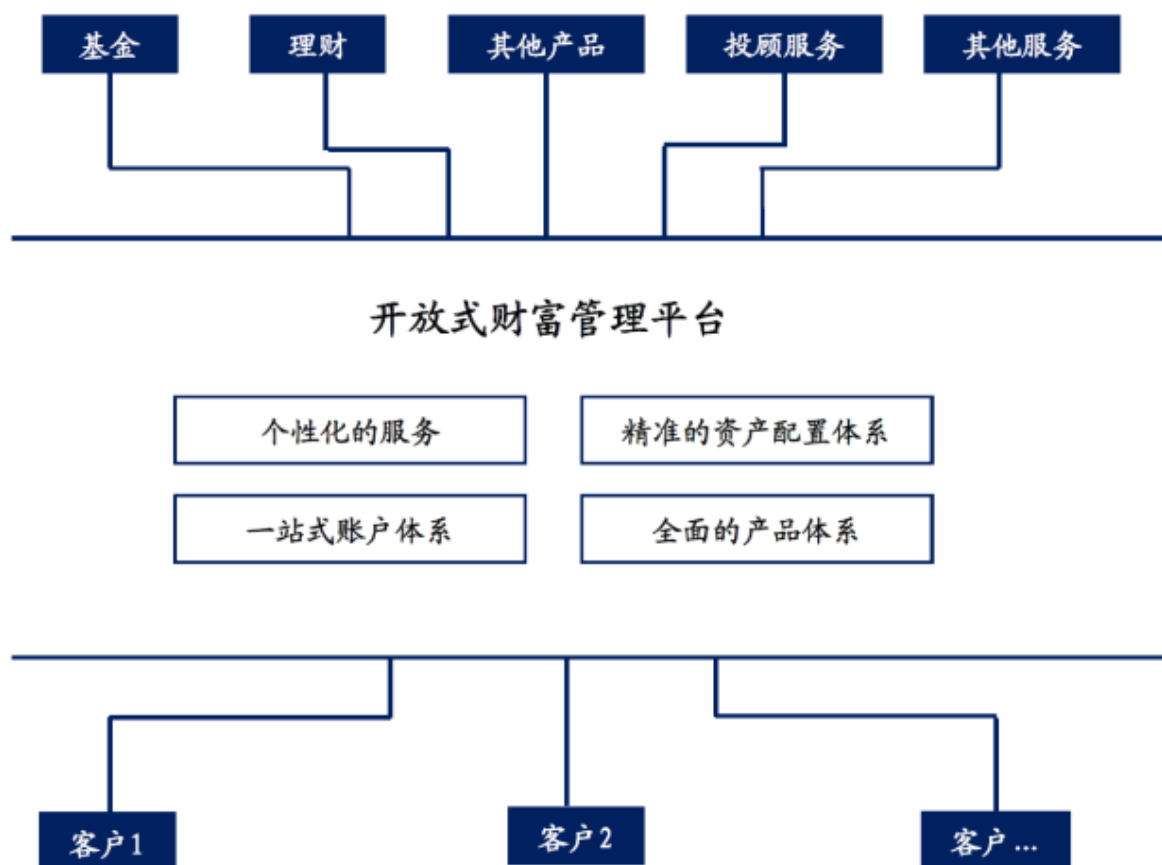 基金
理财
其他产品
投顾服务
其他服务
开放式财富管理平台
个性化的服务
精准的资产配置体系
一站式账户体系
全面的产品体系
客户1
客户2
客户...